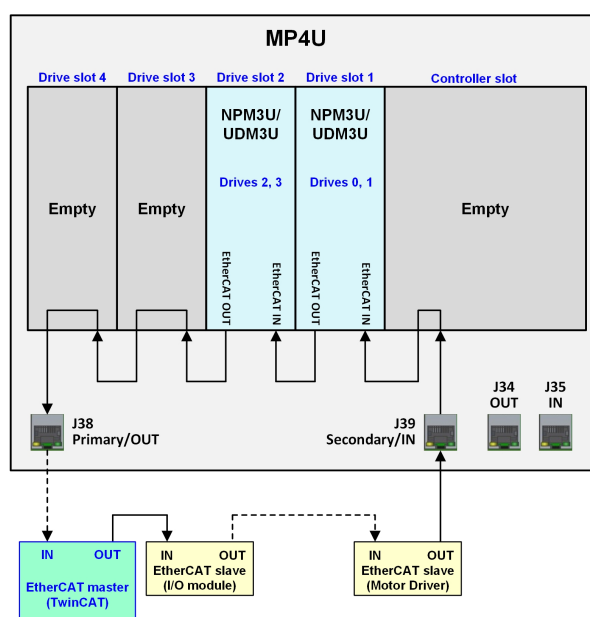 MP4U
Drive slot 4
Drive slot 3
Drive slot 2
Drive slot 1
Controller slot
Empty
Empty
NPM3U/
UDM3U
Drives 2, 3
EtherCAT OUT
EtherCAT IN
NPM3U/
UDM3U
Drives 0, 1
EtherCAT OUT
EtherCAT IN
Empty
J38
Primary/OUT
J39
Secondary/IN
J34
OUT
J35
IN
IN OUT
EtherCAT master
(TwinCAT)
IN OUT
EtherCAT slave
(I/O module)
IN OUT
EtherCAT slave
(Motor Driver)